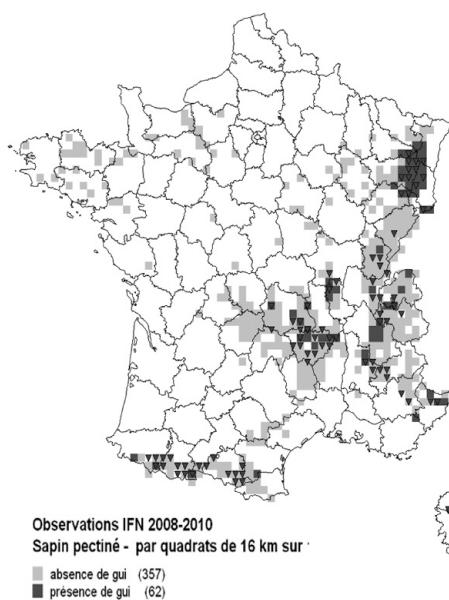 Observations IFN 2008-2010
Sapin pectiné - par quadrats de 16 km sur
absence de gui (357)
présence de gui (62)